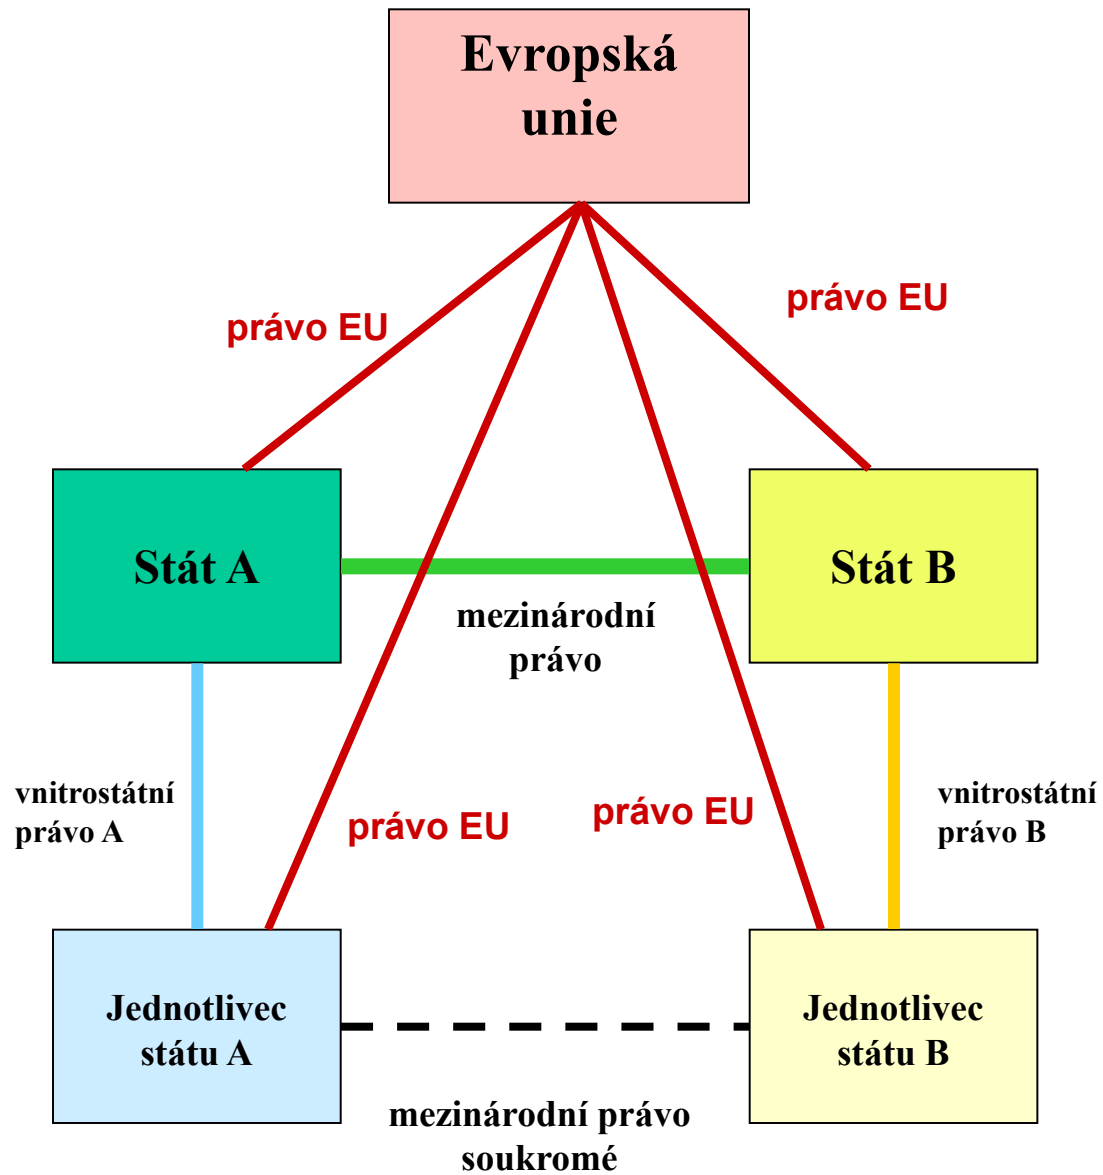 Evropská
unie
právo EU
právo EU
Stát A
Stát B
mezinárodní
právo
vnitrostátní
právo A
právo EU
právo EU
vnitrostátní
právo B
Jednotlivec
státu A
Jednotlivec
státu B
mezinárodní právo
soukromé